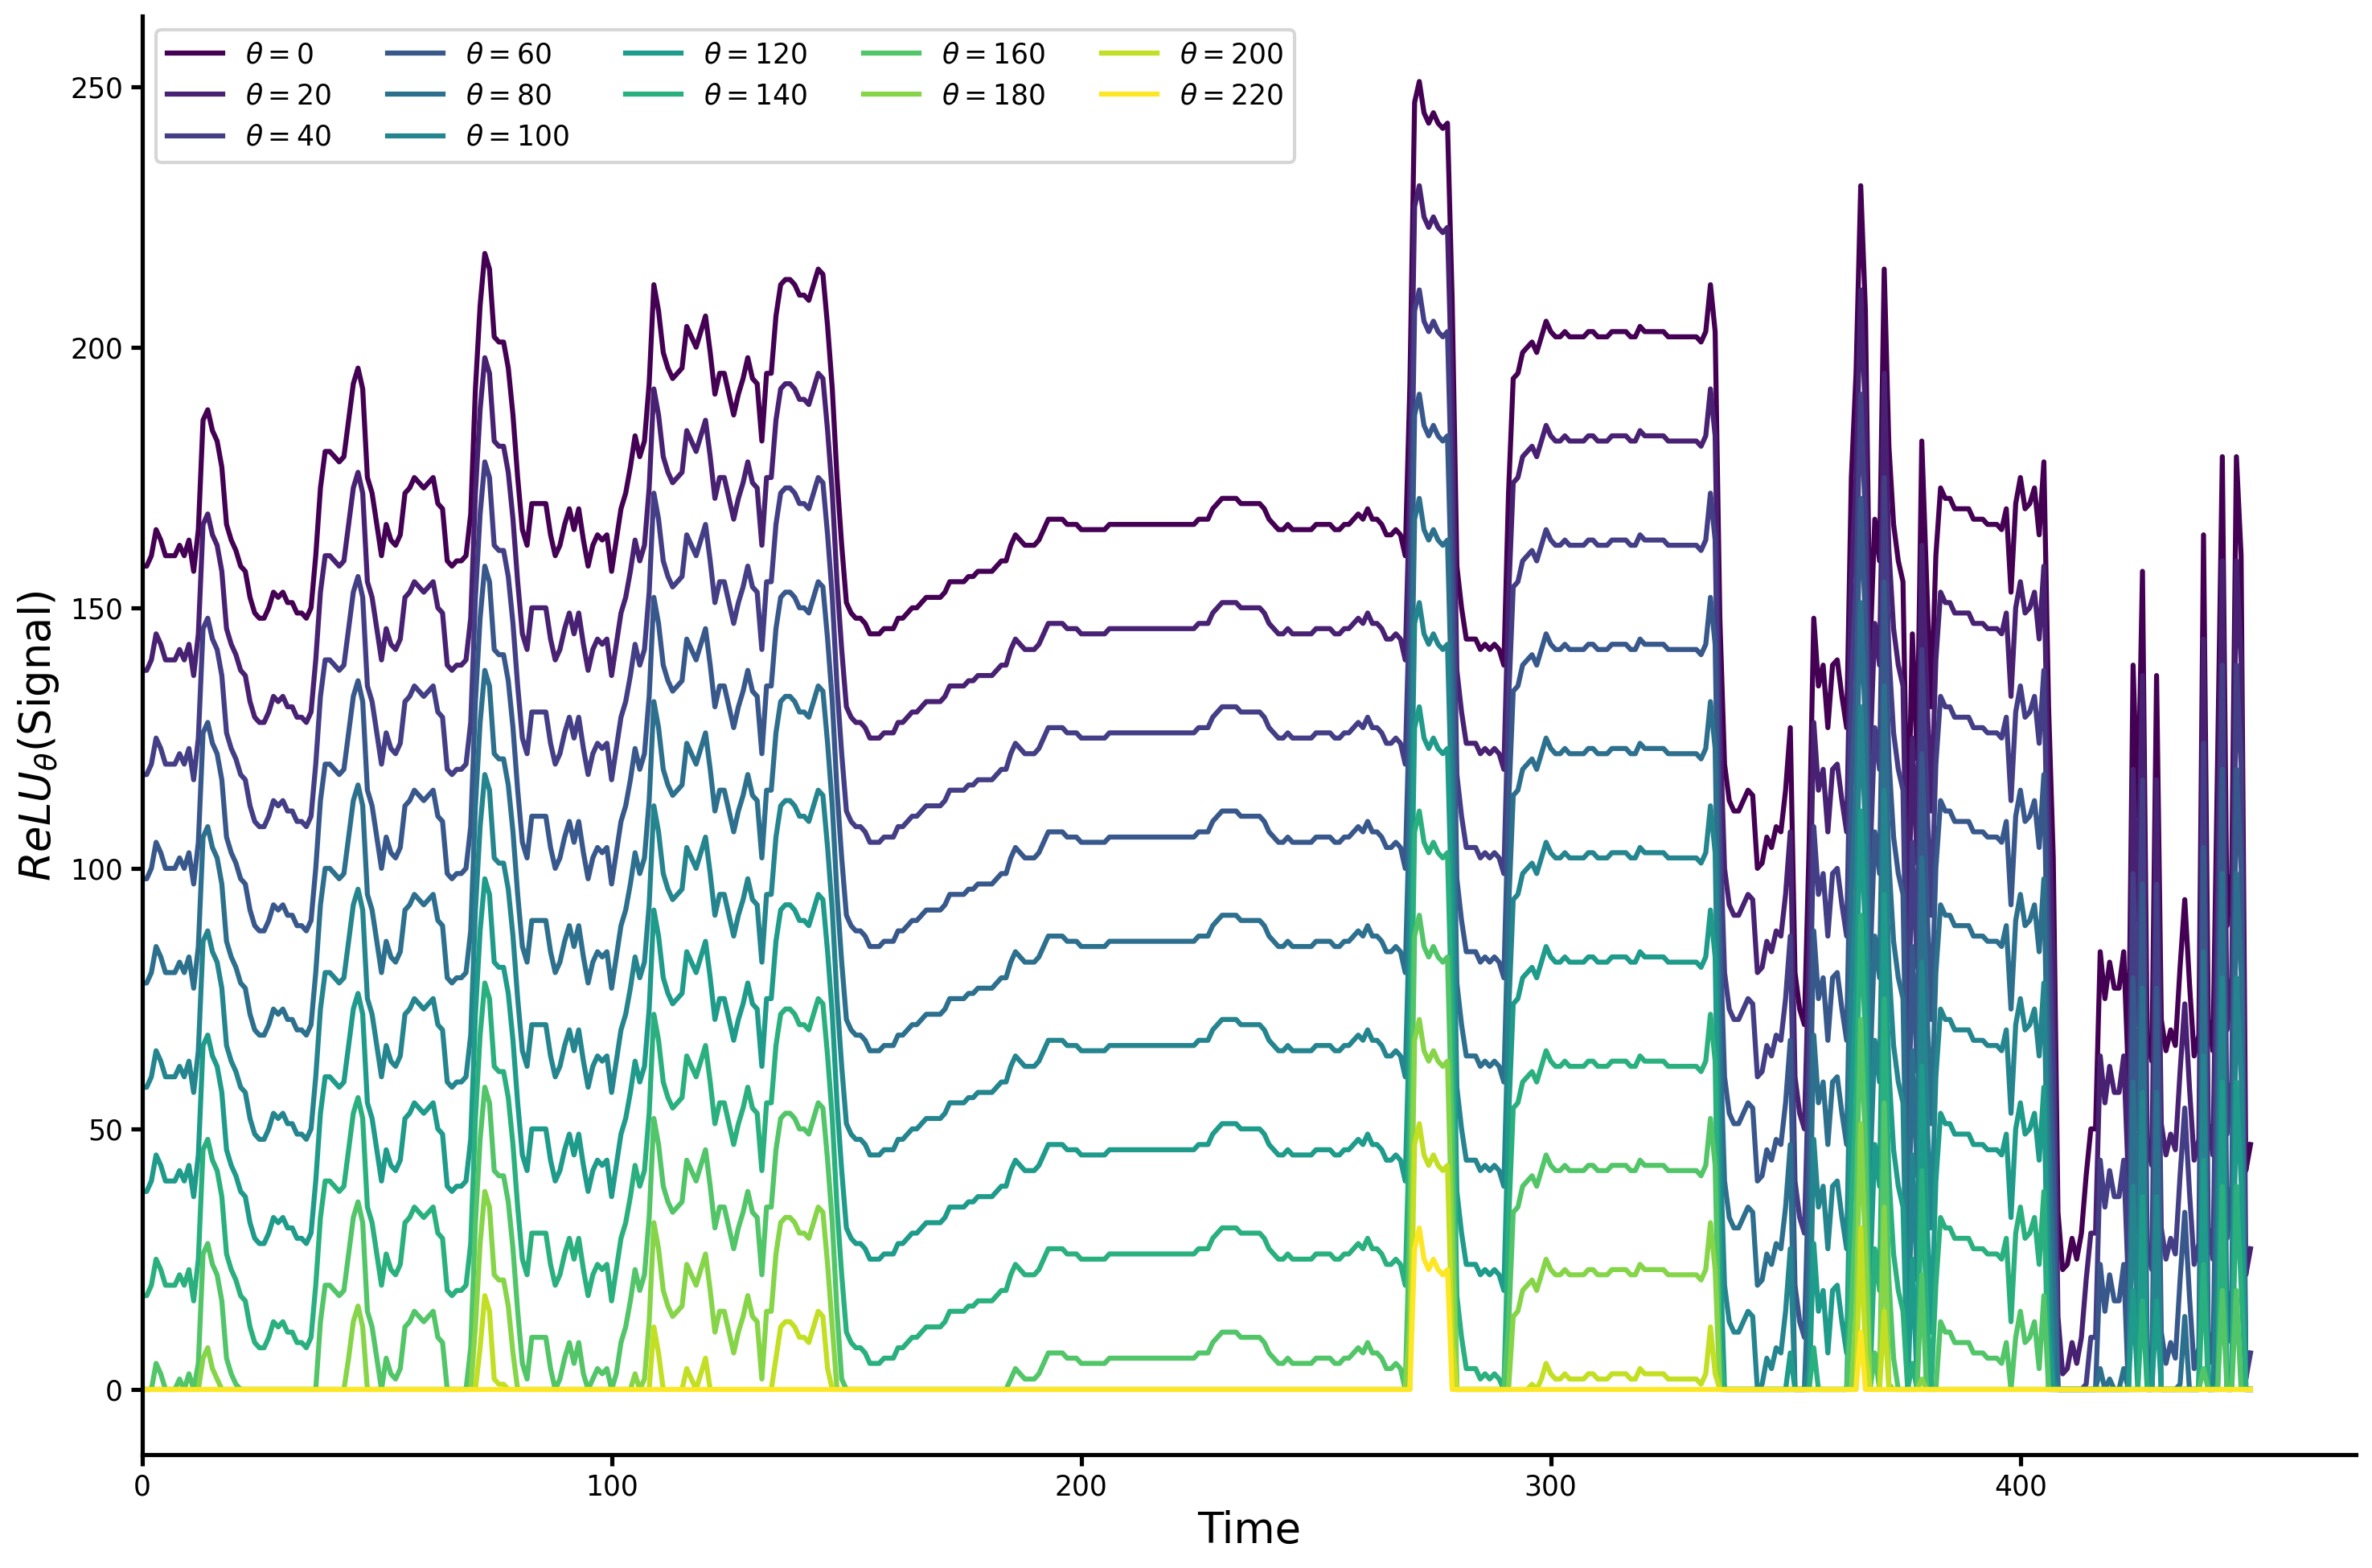 θ = 0 θ = 60 θ = 120 θ = 160 θ = 200
θ = 20 θ = 80 θ = 140 θ = 180 θ = 220
θ = 40 θ = 100
250
200
150
100
50
0
ReLU_θ(Signal)
0 100 200 300 400
Time